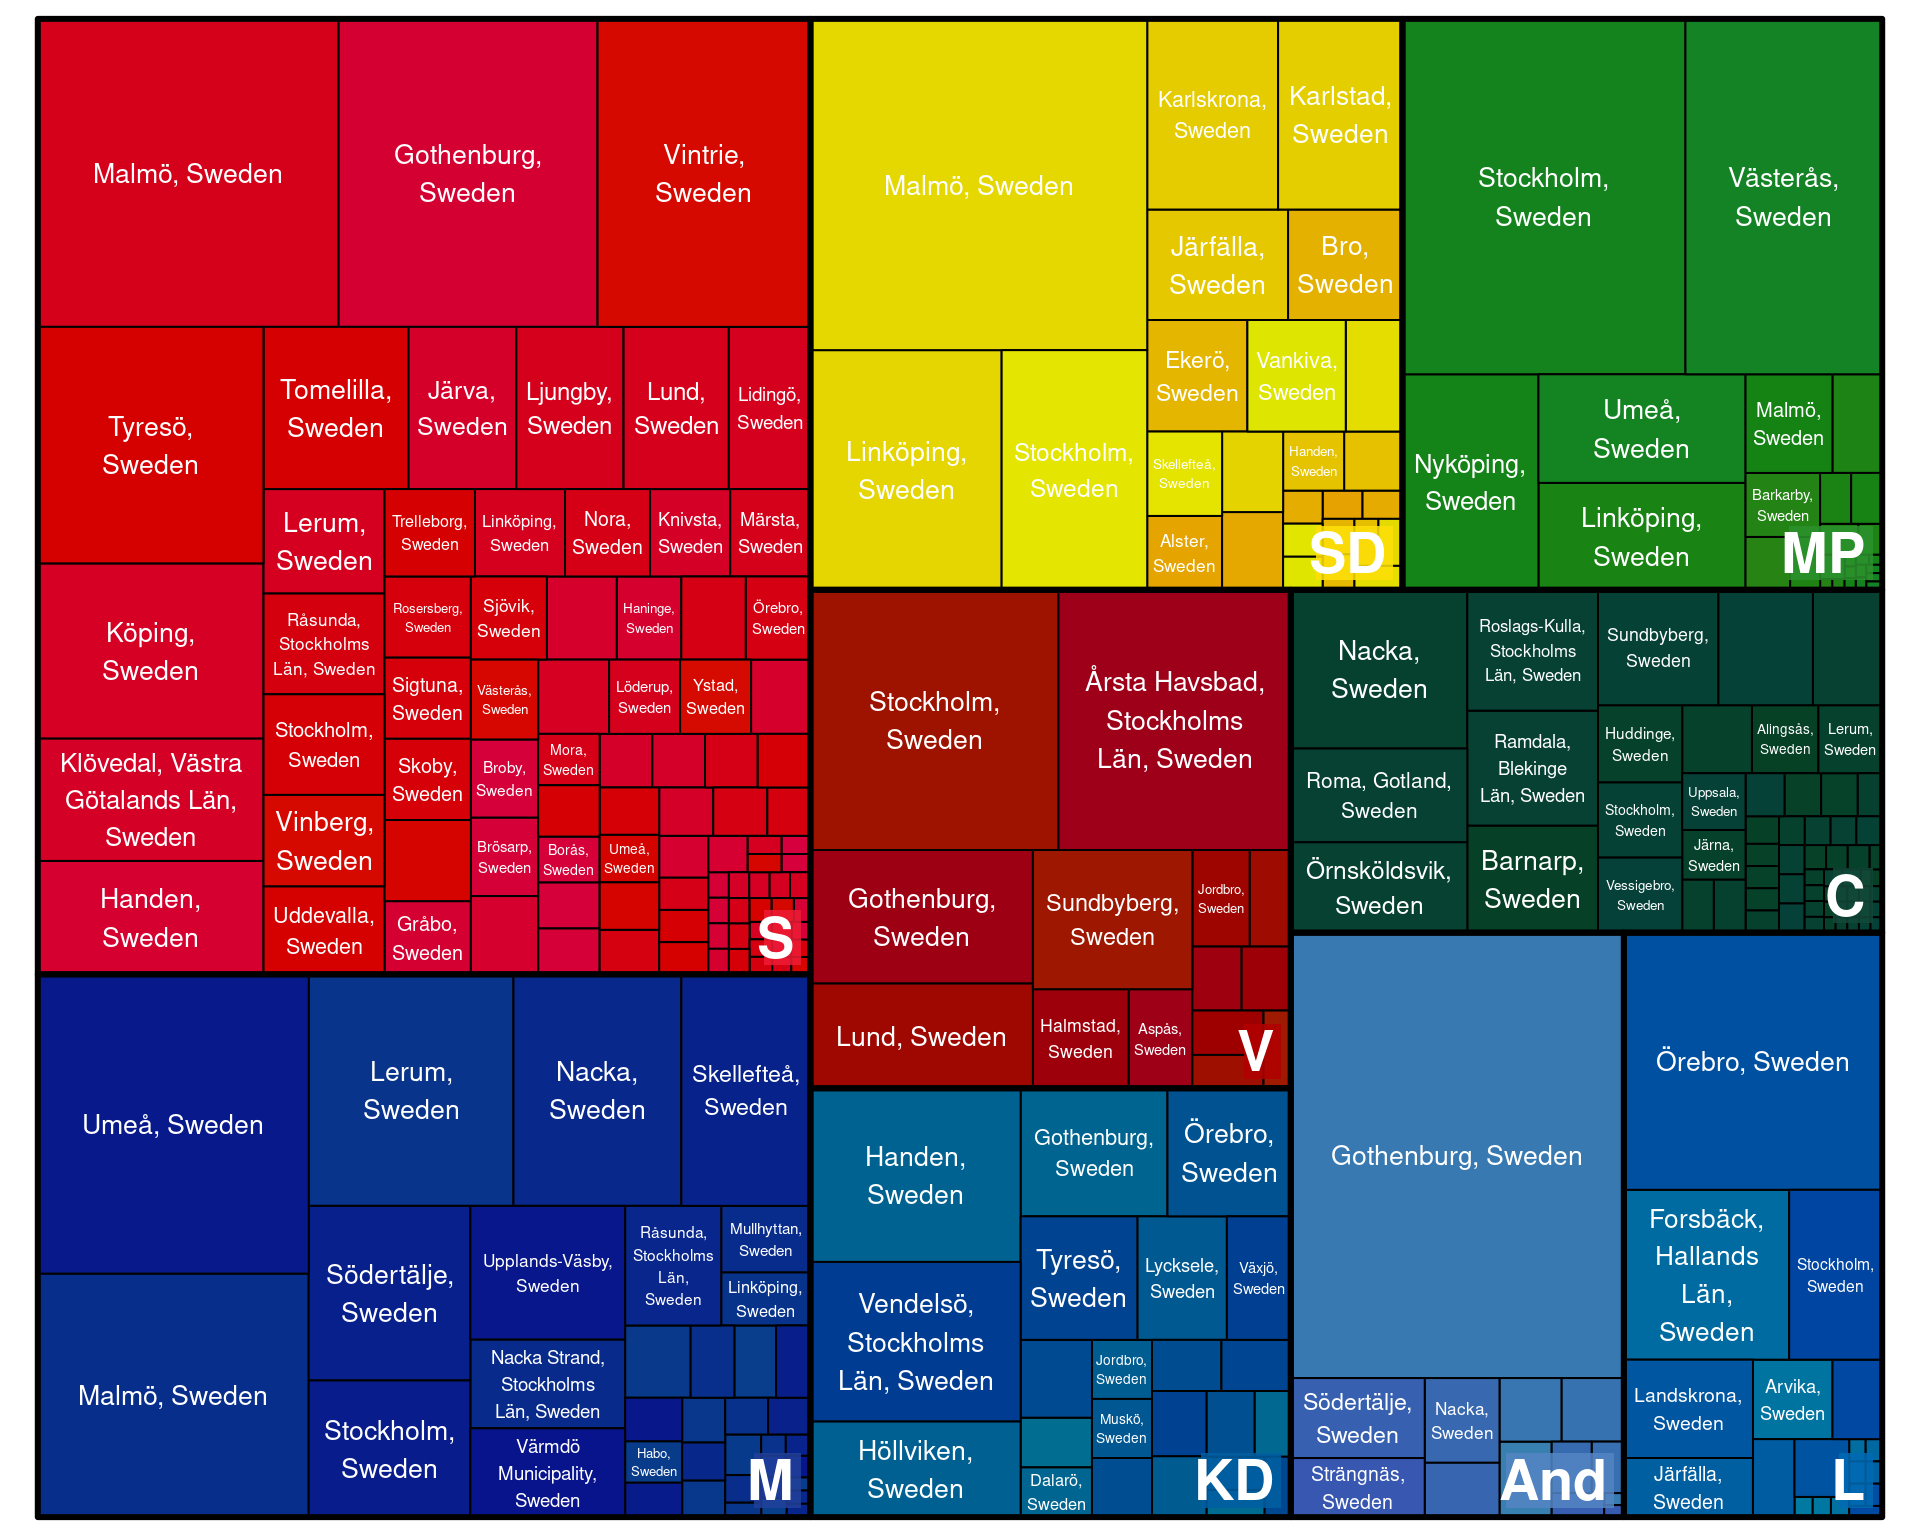 Malmö, Sweden
Gothenburg,
Sweden
Vintrie,
Sweden
Tyresö,
Sweden
Tomelilla,
Sweden
Järva,
Sweden
Ljungby,
Sweden
Lund,
Sweden
Lidingö,
Sweden
Köping,
Sweden
Klövedal, Västra
Götalands Län,
Sweden
Handen,
Sweden
Lerum,
Sweden
Råsunda,
Stockholms
Län, Sweden
Stockholm,
Sweden
Vinberg,
Sweden
Uddevalla,
Sweden
Trelleborg,
Sweden
Linköping,
Sweden
Nora,
Sweden
Knivsta,
Sweden
Märsta,
Sweden
Rosersberg,
Sweden
Sigtuna,
Sweden
Skoby,
Sweden
Gråbo,
Sweden
Sjövik,
Sweden
Haninge,
Sweden
Örebro,
Sweden
Västerås,
Sweden
Broby,
Sweden
Brösarp,
Sweden
Löderup,
Sweden
Ystad,
Sweden
Mora,
Sweden
Borås,
Sweden
Umeå,
Sweden
S
Malmö, Sweden
Karlskrona,
Sweden
Karlstad,
Sweden
Järfälla,
Sweden
Bro,
Sweden
Linköping,
Sweden
Stockholm,
Sweden
Ekerö,
Sweden
Vankiva,
Sweden
Skellefteå,
Sweden
Handen,
Sweden
Alster,
Sweden
SD
Stockholm,
Sweden
Västerås,
Sweden
Nyköping,
Sweden
Umeå,
Sweden
Linköping,
Sweden
Malmö,
Sweden
Barkarby,
Sweden
MP
Stockholm,
Sweden
Årsta Havsbad,
Stockholms
Län, Sweden
Gothenburg,
Sweden
Lund, Sweden
Sundbyberg,
Sweden
Halmstad,
Sweden
Aspås,
Sweden
Jordbro,
Sweden
V
Nacka,
Sweden
Roma, Gotland,
Sweden
Örnsköldsvik,
Sweden
Roslags-Kulla,
Stockholms
Län, Sweden
Ramdala,
Blekinge
Län, Sweden
Barnarp,
Sweden
Sundbyberg,
Sweden
Huddinge,
Sweden
Stockholm,
Sweden
Vessigebro,
Sweden
Alingsås,
Sweden
Lerum,
Sweden
Uppsala,
Sweden
Järna,
Sweden
C
Umeå, Sweden
Malmö, Sweden
Lerum,
Sweden
Nacka,
Sweden
Skellefteå,
Sweden
Södertälje,
Sweden
Stockholm,
Sweden
Upplands-Väsby,
Sweden
Nacka Strand,
Stockholms
Län, Sweden
Värmdö
Municipality,
Sweden
Råsunda,
Stockholms
Län,
Sweden
Mullhyttan,
Sweden
Linköping,
Sweden
Habo,
Sweden
M
Handen,
Sweden
Vendelsö,
Stockholms
Län, Sweden
Höllviken,
Sweden
Gothenburg,
Sweden
Örebro,
Sweden
Tyresö,
Sweden
Lycksele,
Sweden
Växjö,
Sweden
Jordbro,
Sweden
Muskö,
Sweden
Dalarö,
Sweden
KD
Gothenburg, Sweden
Södertälje,
Sweden
Strängnäs,
Sweden
Nacka,
Sweden
And
Örebro, Sweden
Forsbäck,
Hallands
Län,
Sweden
Stockholm,
Sweden
Landskrona,
Sweden
Arvika,
Sweden
Järfälla,
Sweden
L